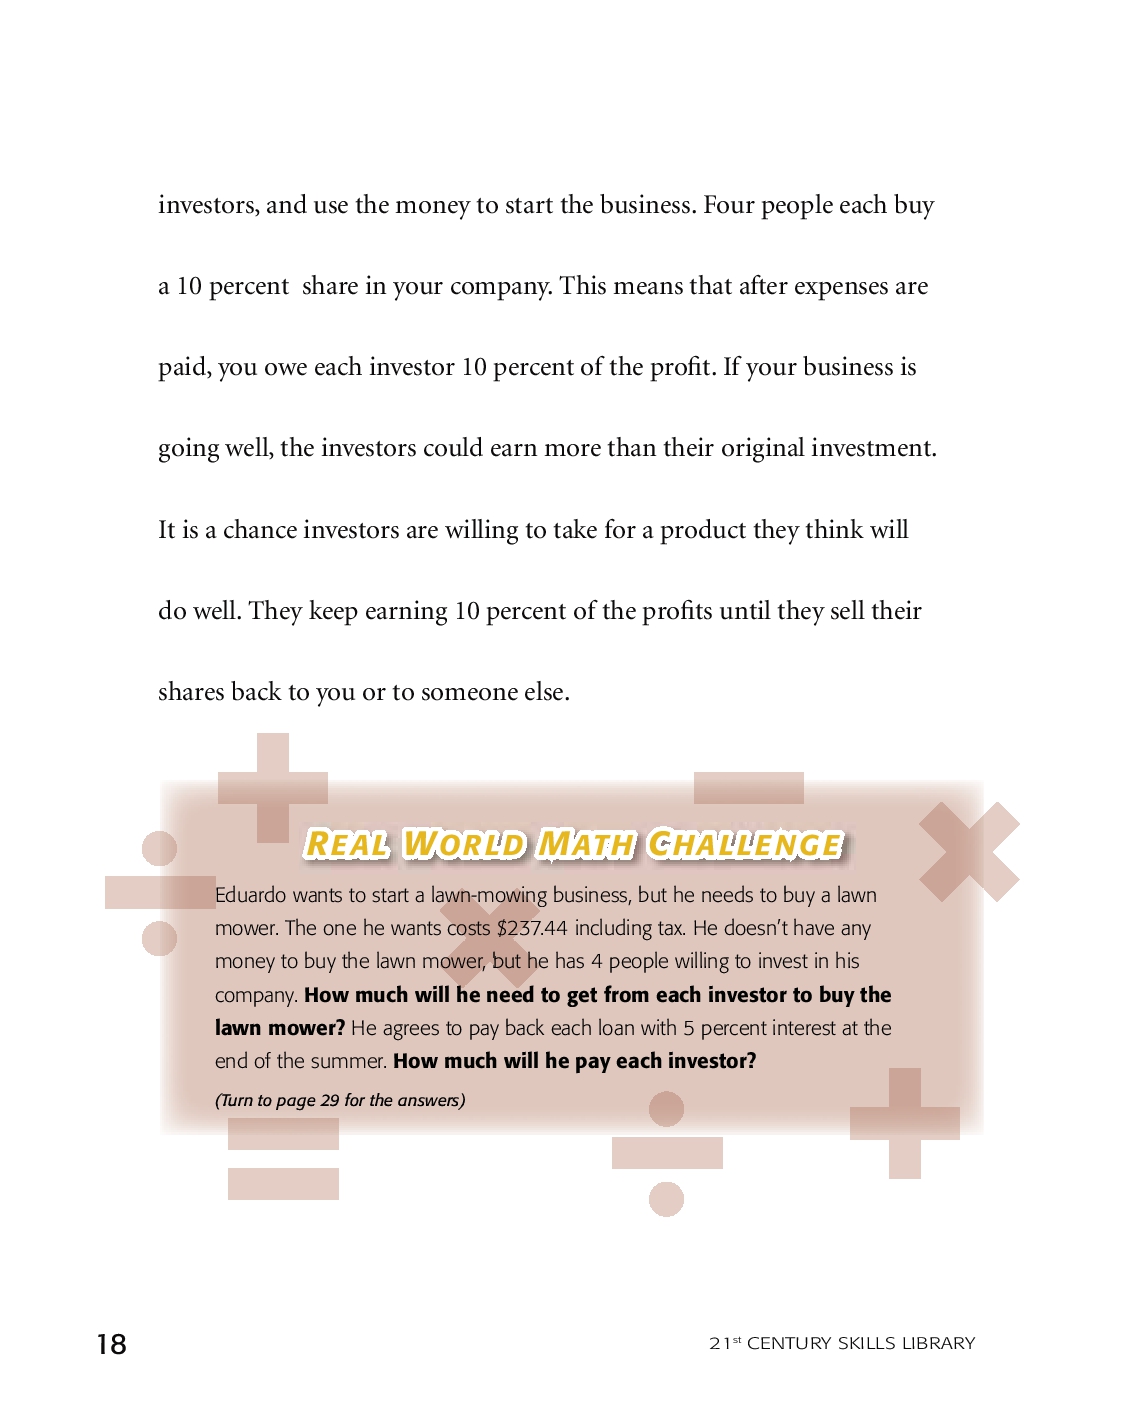 investors, and use the money to start the business. Four people each buy
a 10 percent  share in your company. This means that after expenses are
paid, you owe each investor 10 percent of the profit. If your business is
going well, the investors could earn more than their original investment.
It is a chance investors are willing to take for a product they think will
do well. They keep earning 10 percent of the profits until they sell their
shares back to you or to someone else.
REAL WORLD MATH CHALLENGE
Eduardo wants to start a lawn-mowing business, but he needs to buy a lawn
mower. The one he wants costs $237.44 including tax. He doesn’t have any
money to buy the lawn mower, but he has 4 people willing to invest in his
company. How much will he need to get from each investor to buy the
lawn mower? He agrees to pay back each loan with 5 percent interest at the
end of the summer. How much will he pay each investor?
(Turn to page 29 for the answers)
18
21st CENTURY SKILLS LIBRARY